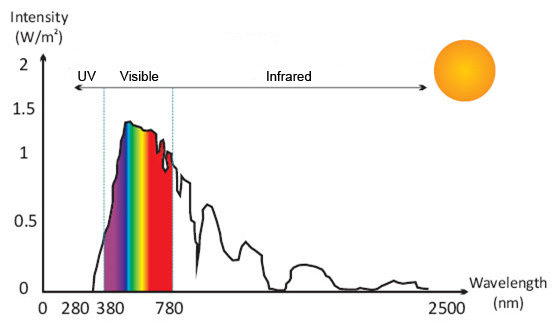 Intensity
(W/m²)
UV Visible Infrared
2
1.5
1
0.5
0
0 280 380 780 2500
Wavelength
(nm)